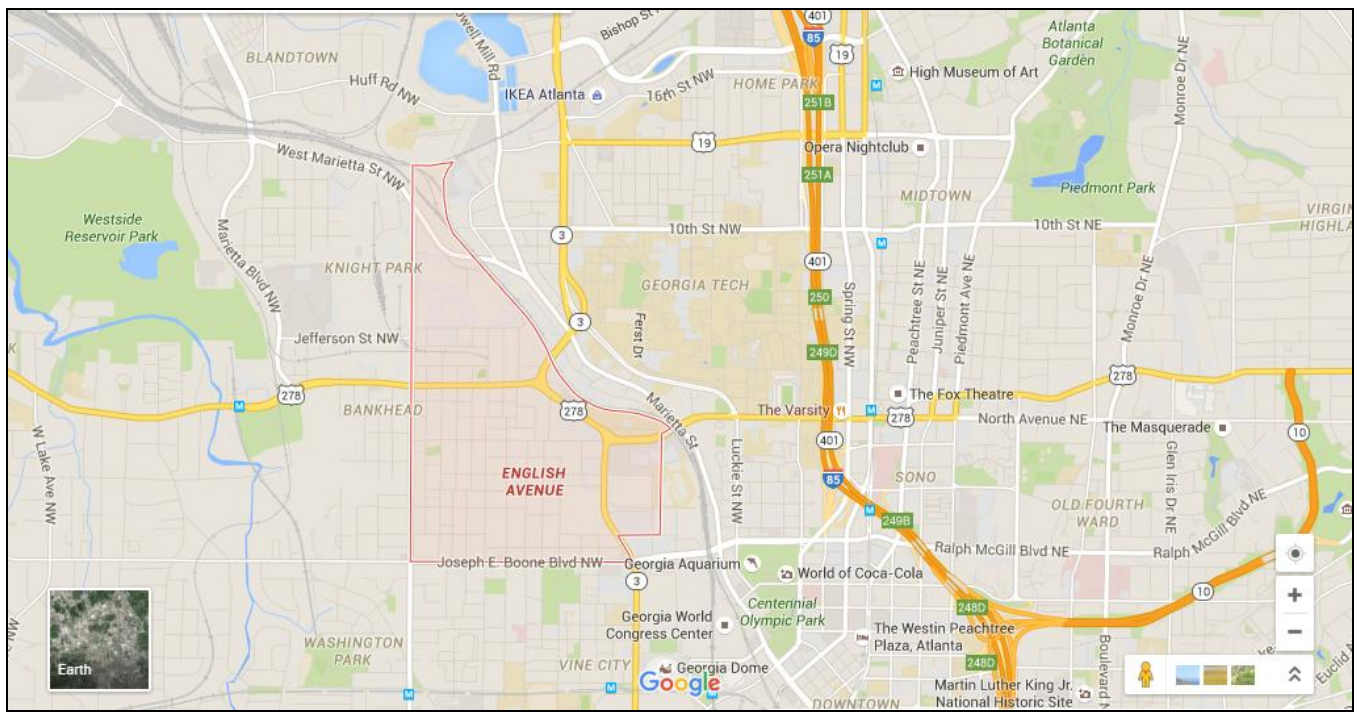 401
Bishop St N
Howell Mill Rd
85
Atlanta
Botanical
Garden
19
BLANDTOWN
Monroe Dr NE
HOME PARK
High Museum of Art
Huff Rd NW
IKEA Atlanta
16th St NW
251B
19
Opera Nightclub
West Marietta St NW
251A
MIDTOWN
Piedmont Park
Westside
Reservoir Park
VIRGIN
HIGHLA
3
10th St NW
10th St NE
M
Marietta Blvd NW
KNIGHT PARK
401
GEORGIA TECH
250
Spring St NW
Peachtree St NE
Juniper St NE
Piedmont Ave NE
Monroe Dr NE
3
Ferst Dr
Jefferson St NW
249D
K
278
278
The Fox Theatre
M
BANKHEAD
278
Marietta St
The Varsity
M
278
North Avenue NE
The Masquerade
10
W Lake Ave NW
401
Luckie St NW
ENGLISH
AVENUE
85
SONO
Glen Iris Dr NE
OLD FOURTH
WARD
M
249B
Ralph McGill Blvd NE
Ralph McGill Blvd NE
Joseph E. Boone Blvd NW
Georgia Aquarium
World of Coca-Cola
3
10
+
−
Centennial
Olympic Park
248D
Georgia World
Congress Center
The Westin Peachtree
Plaza, Atlanta
WASHINGTON
PARK
Boulevard N
Earth
VINE CITY
Georgia Dome
248D
Google
M
M
M
Martin Luther King Jr.
National Historic Site
DOWNTOWN
Euclid N